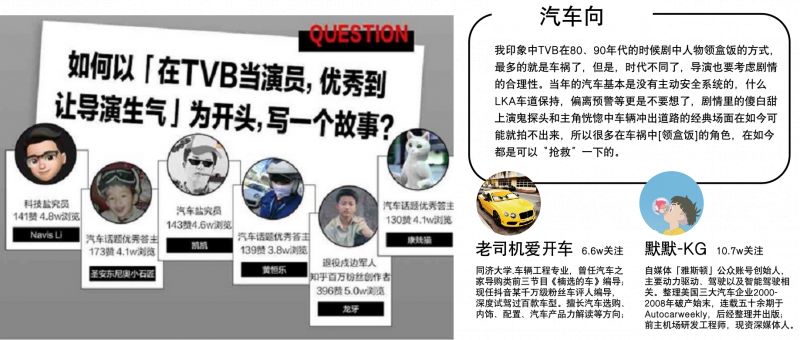 QUESTION
如何以「在TVB当演员，优秀到
让导演生气」为开头，写一个故事？
科技盐究员
141赞 4.8w浏览
Navis Li
汽车话题优秀答主
173赞 4.1w浏览
圣安东尼奥小石匠
汽车盐究员
143赞4.6w浏览
凯凯
汽车话题优秀答主
139赞 3.8w浏览
黄恒乐
退役戍边军人
知乎百万粉丝创作者
396赞 5.0w浏览
龙牙
汽车话题优秀答主
130赞 4.1w浏览
康贱猫
汽车向
我印象中TVB在80、90年代的时候剧中人物领盒饭的方式，
最多的就是车祸了，但是，时代不同了，导演也要考虑剧情
的合理性。当年的汽车基本是没有主动安全系统的，什么
LKA车道保持，偏离预警等更是不要想了，剧情里的傻白甜
上演鬼探头和主角恍惚中车辆冲出道路的经典场面在如今可
能就拍不出来，所以很多在车祸中[领盒饭]的角色，在如今
都是可以“抢救”一下的。
老司机爱开车 6.6w关注
同济大学.车辆工程专业，曾任汽车之
家导购类前三节目《楠选的车》编导；
现任抖音某千万级粉丝车评人编导，
深度试驾过百款车型。擅长汽车选购、
内饰、配置、汽车产品力解读等方向；
默默-KG 10.7w关注
自媒体「雅斯顿」公众账号创始人，
主要动力驱动、驾驶以及智能驾驶相
关。整理美国三大汽车企业2000-
2008年破产始末，连载五十余期于
Autocarweekly，后经整理并出版；
前主机场研发工程师，现资深媒体人。